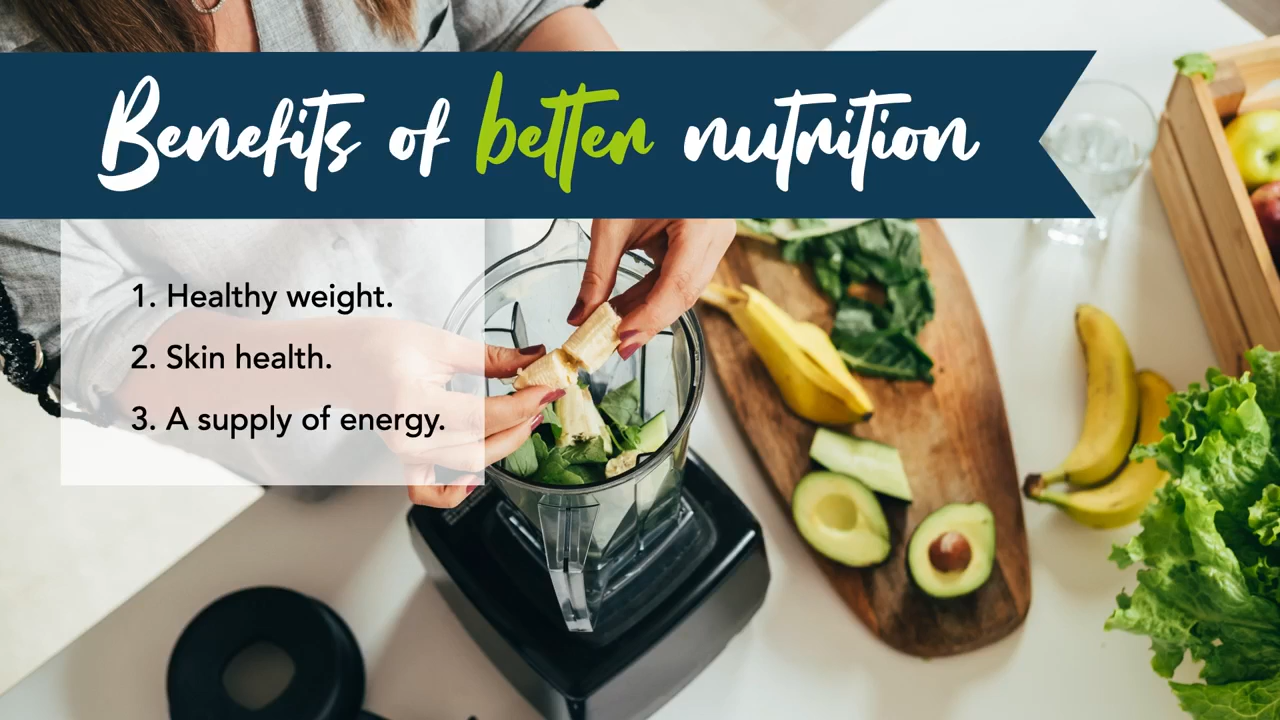 Benefits of better nutrition
1. Healthy weight.
2. Skin health.
3. A supply of energy.